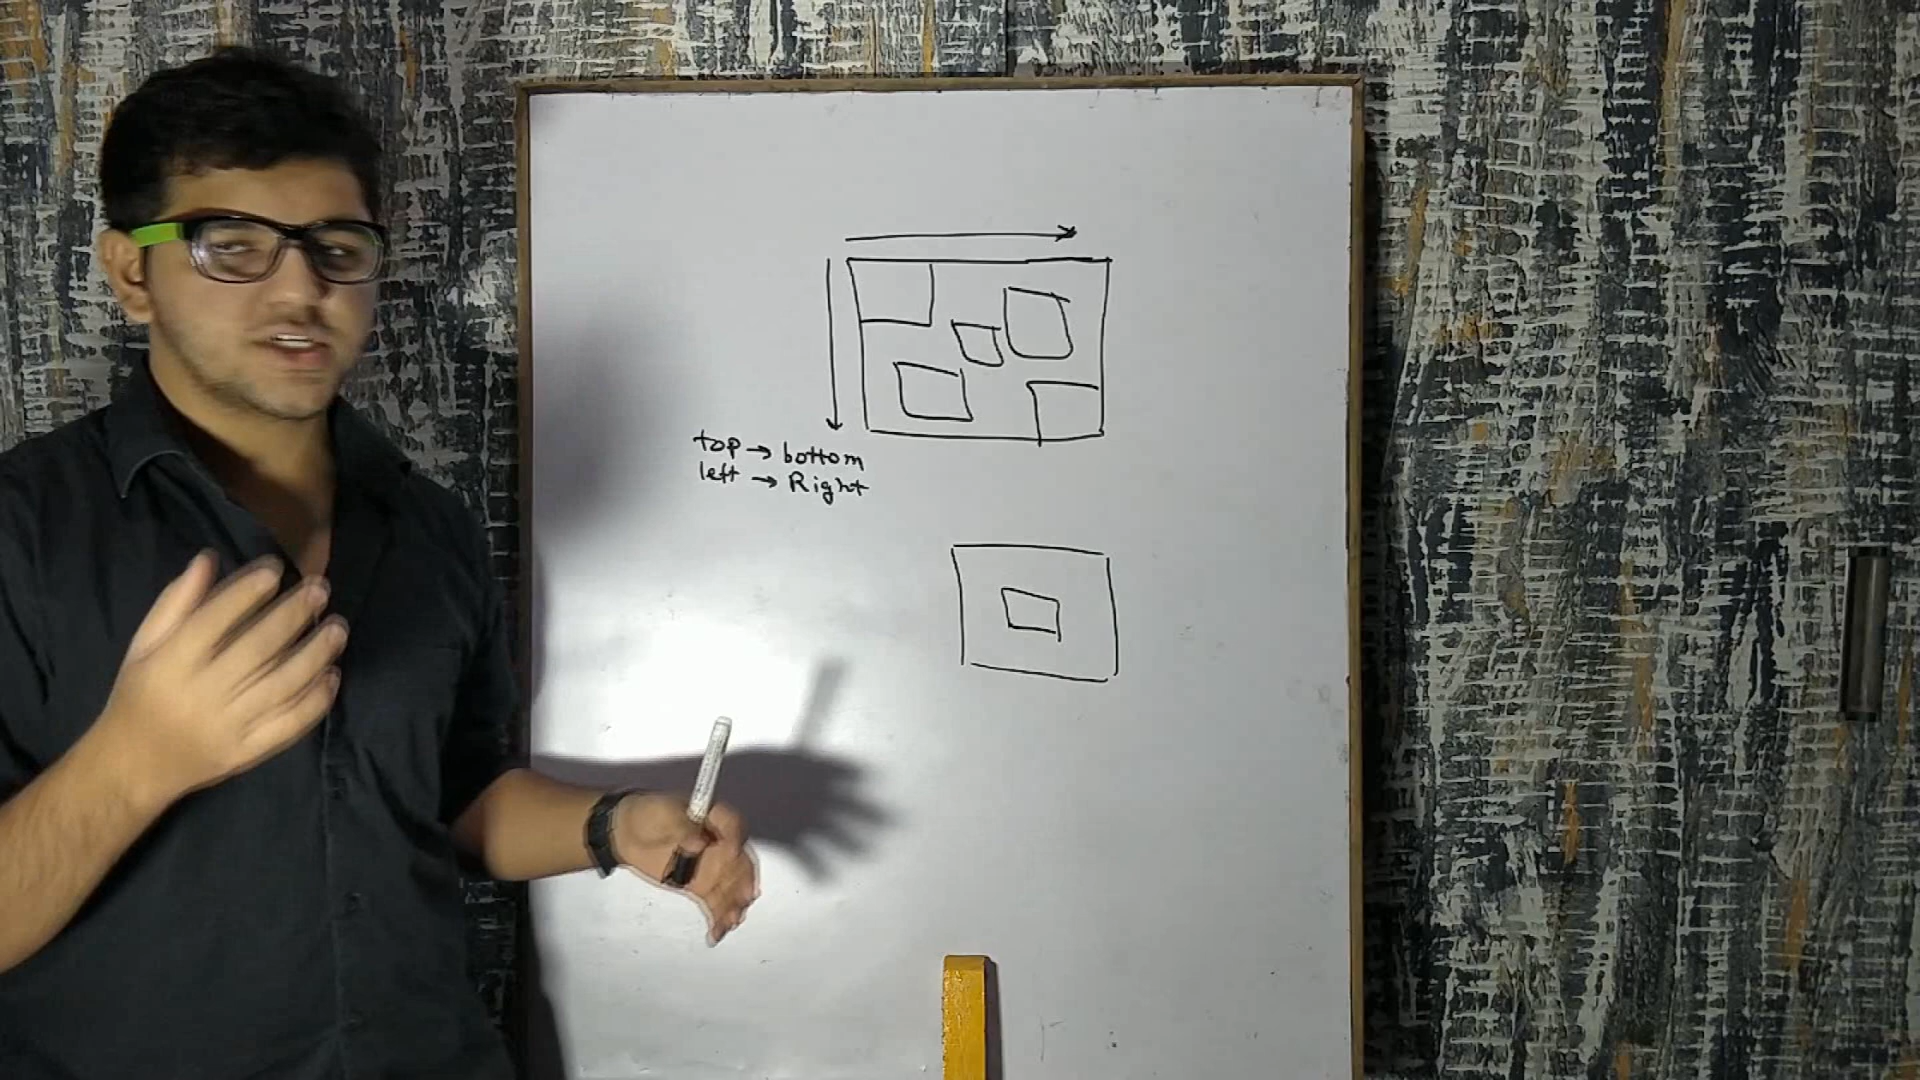 top → bottom
left → Right